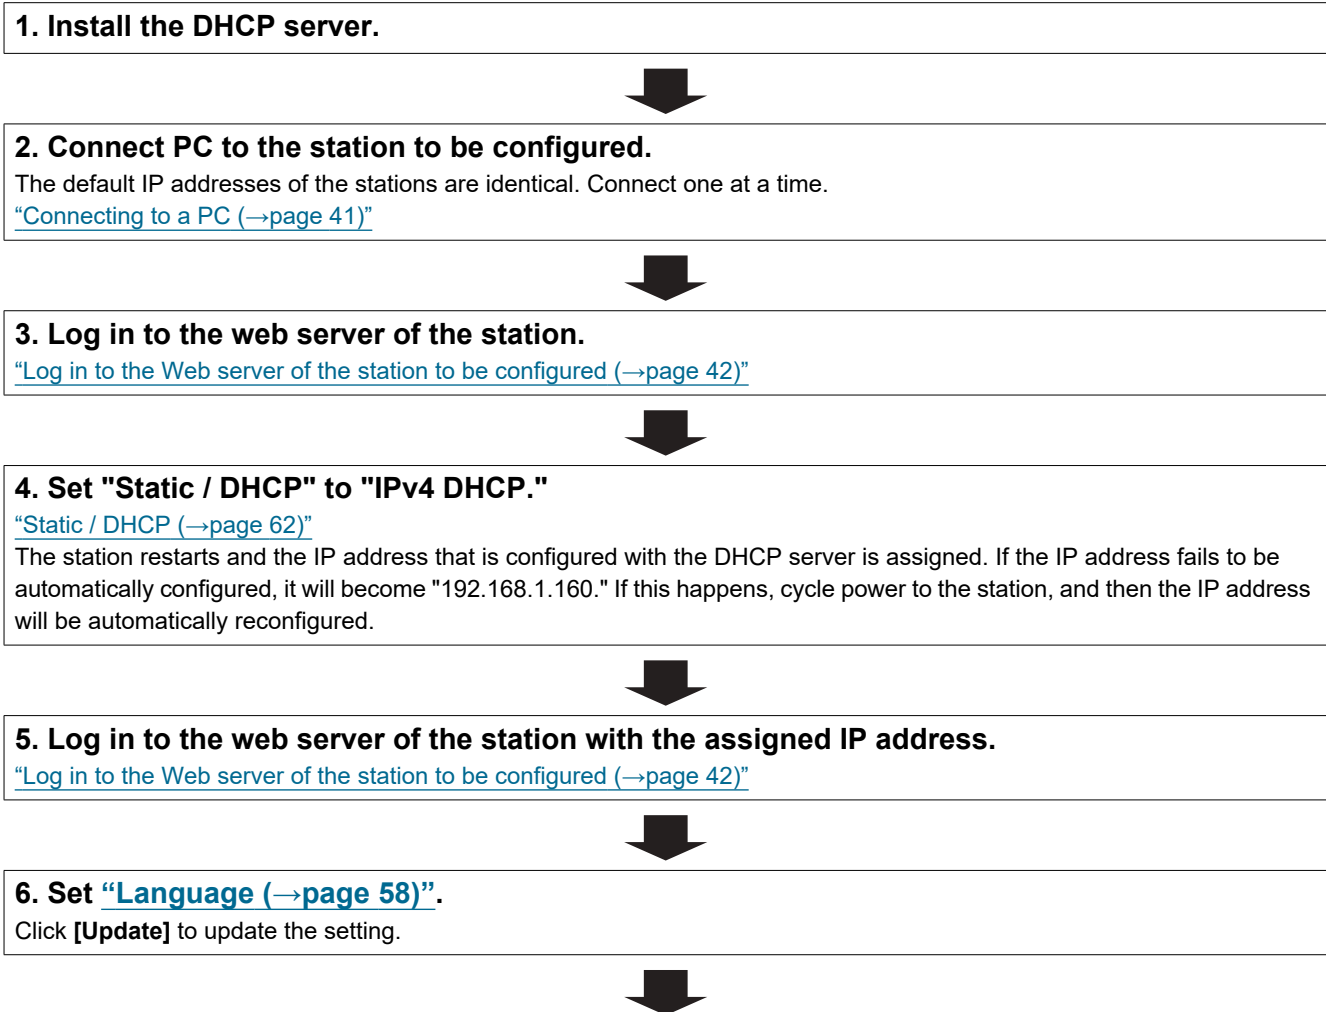 1. Install the DHCP server.
2. Connect PC to the station to be configured.
The default IP addresses of the stations are identical. Connect one at a time.
“Connecting to a PC (→page 41)”
3. Log in to the web server of the station.
“Log in to the Web server of the station to be configured (→page 42)”
4. Set "Static / DHCP" to "IPv4 DHCP."
“Static / DHCP (→page 62)”
The station restarts and the IP address that is configured with the DHCP server is assigned. If the IP address fails to be
automatically configured, it will become "192.168.1.160." If this happens, cycle power to the station, and then the IP address
will be automatically reconfigured.
5. Log in to the web server of the station with the assigned IP address.
“Log in to the Web server of the station to be configured (→page 42)”
6. Set “Language (→page 58)”.
Click [Update] to update the setting.